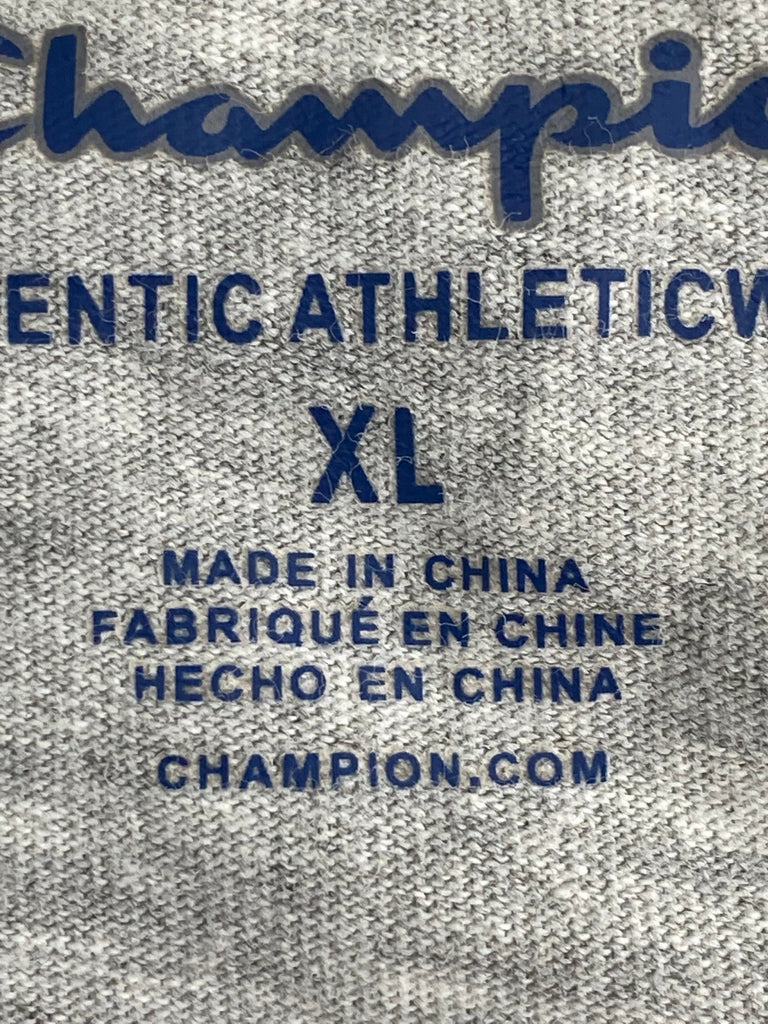 Champio
ENTIC ATHLETICW
XL
MADE IN CHINA
FABRIQUÉ EN CHINE
HECHO EN CHINA
CHAMPION.COM